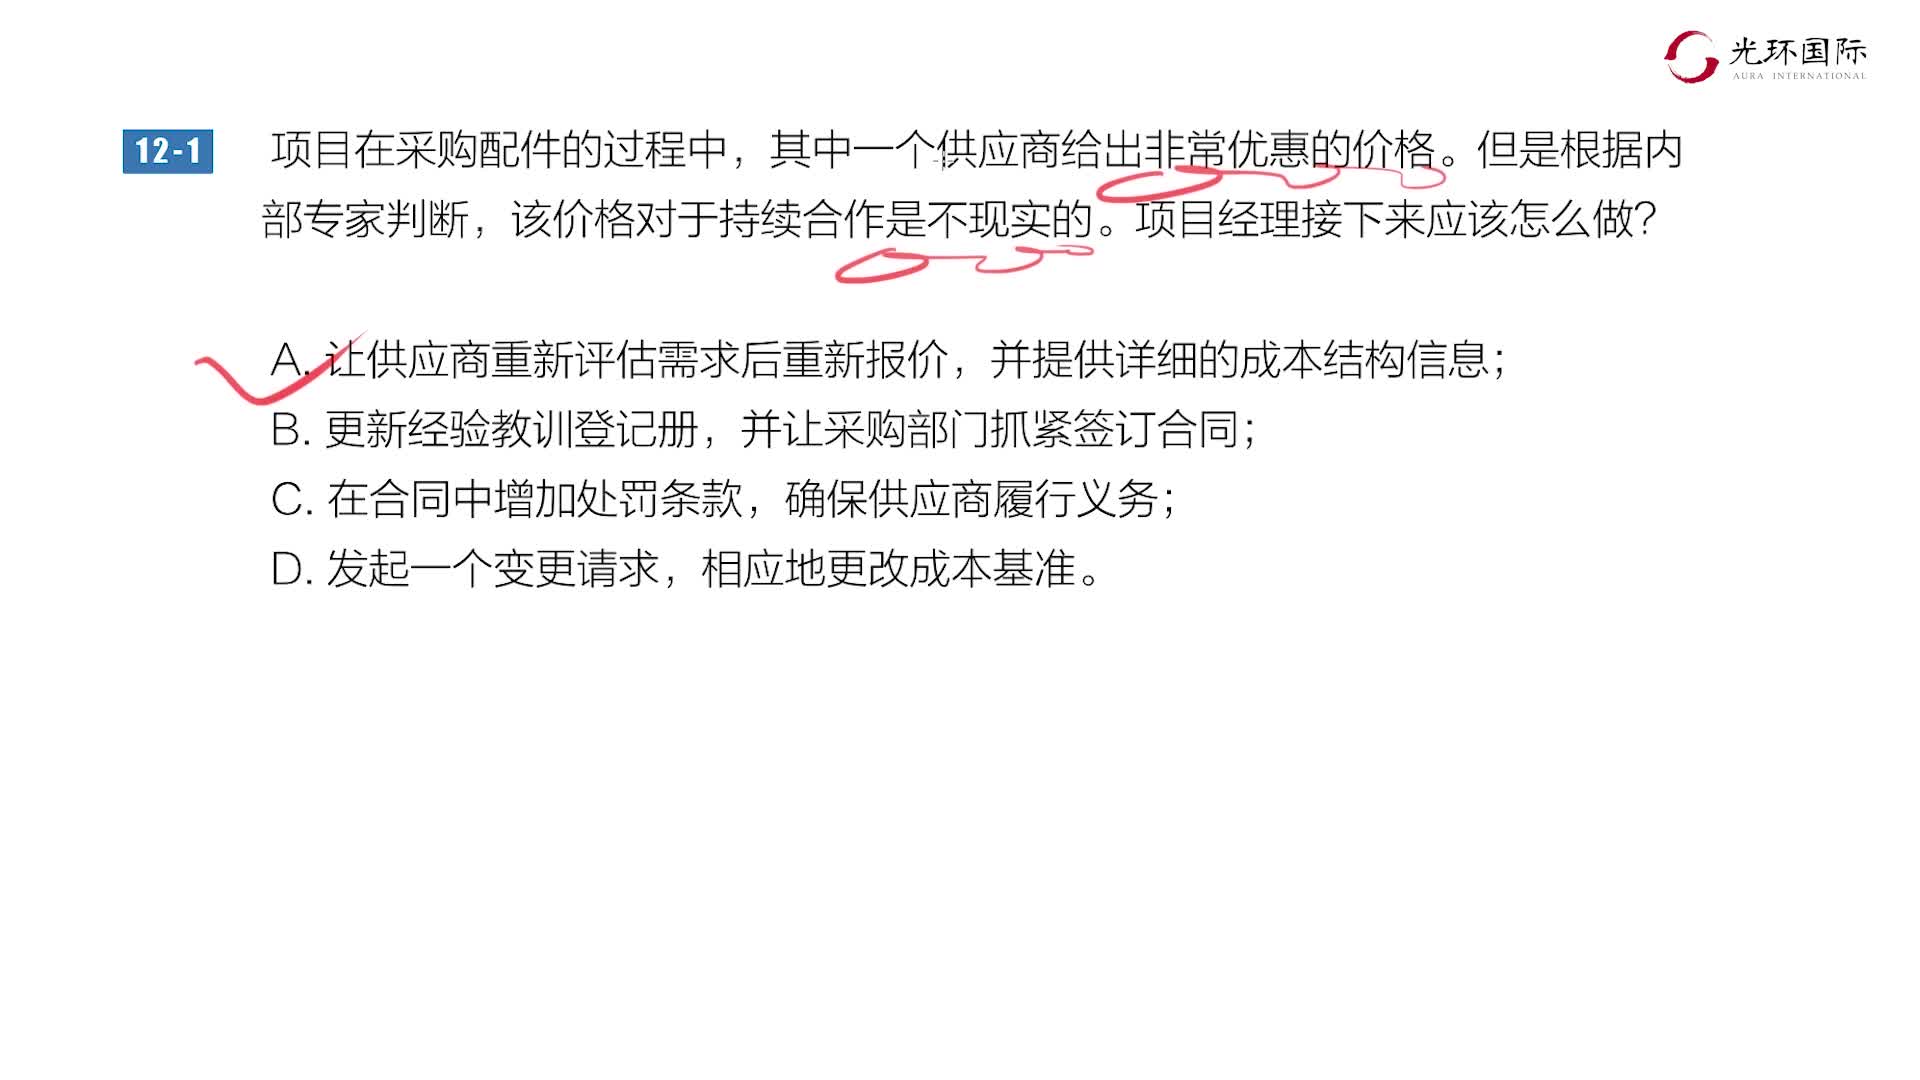 光环国际
AURA INTERNATIONAL
12-1 项目在采购配件的过程中，其中一个供应商给出非常优惠的价格。但是根据内
部专家判断，该价格对于持续合作是不现实的。项目经理接下来应该怎么做？
A. 让供应商重新评估需求后重新报价，并提供详细的成本结构信息；
B. 更新经验教训登记册，并让采购部门抓紧签订合同；
C. 在合同中增加处罚条款，确保供应商履行义务；
D. 发起一个变更请求，相应地更改成本基准。